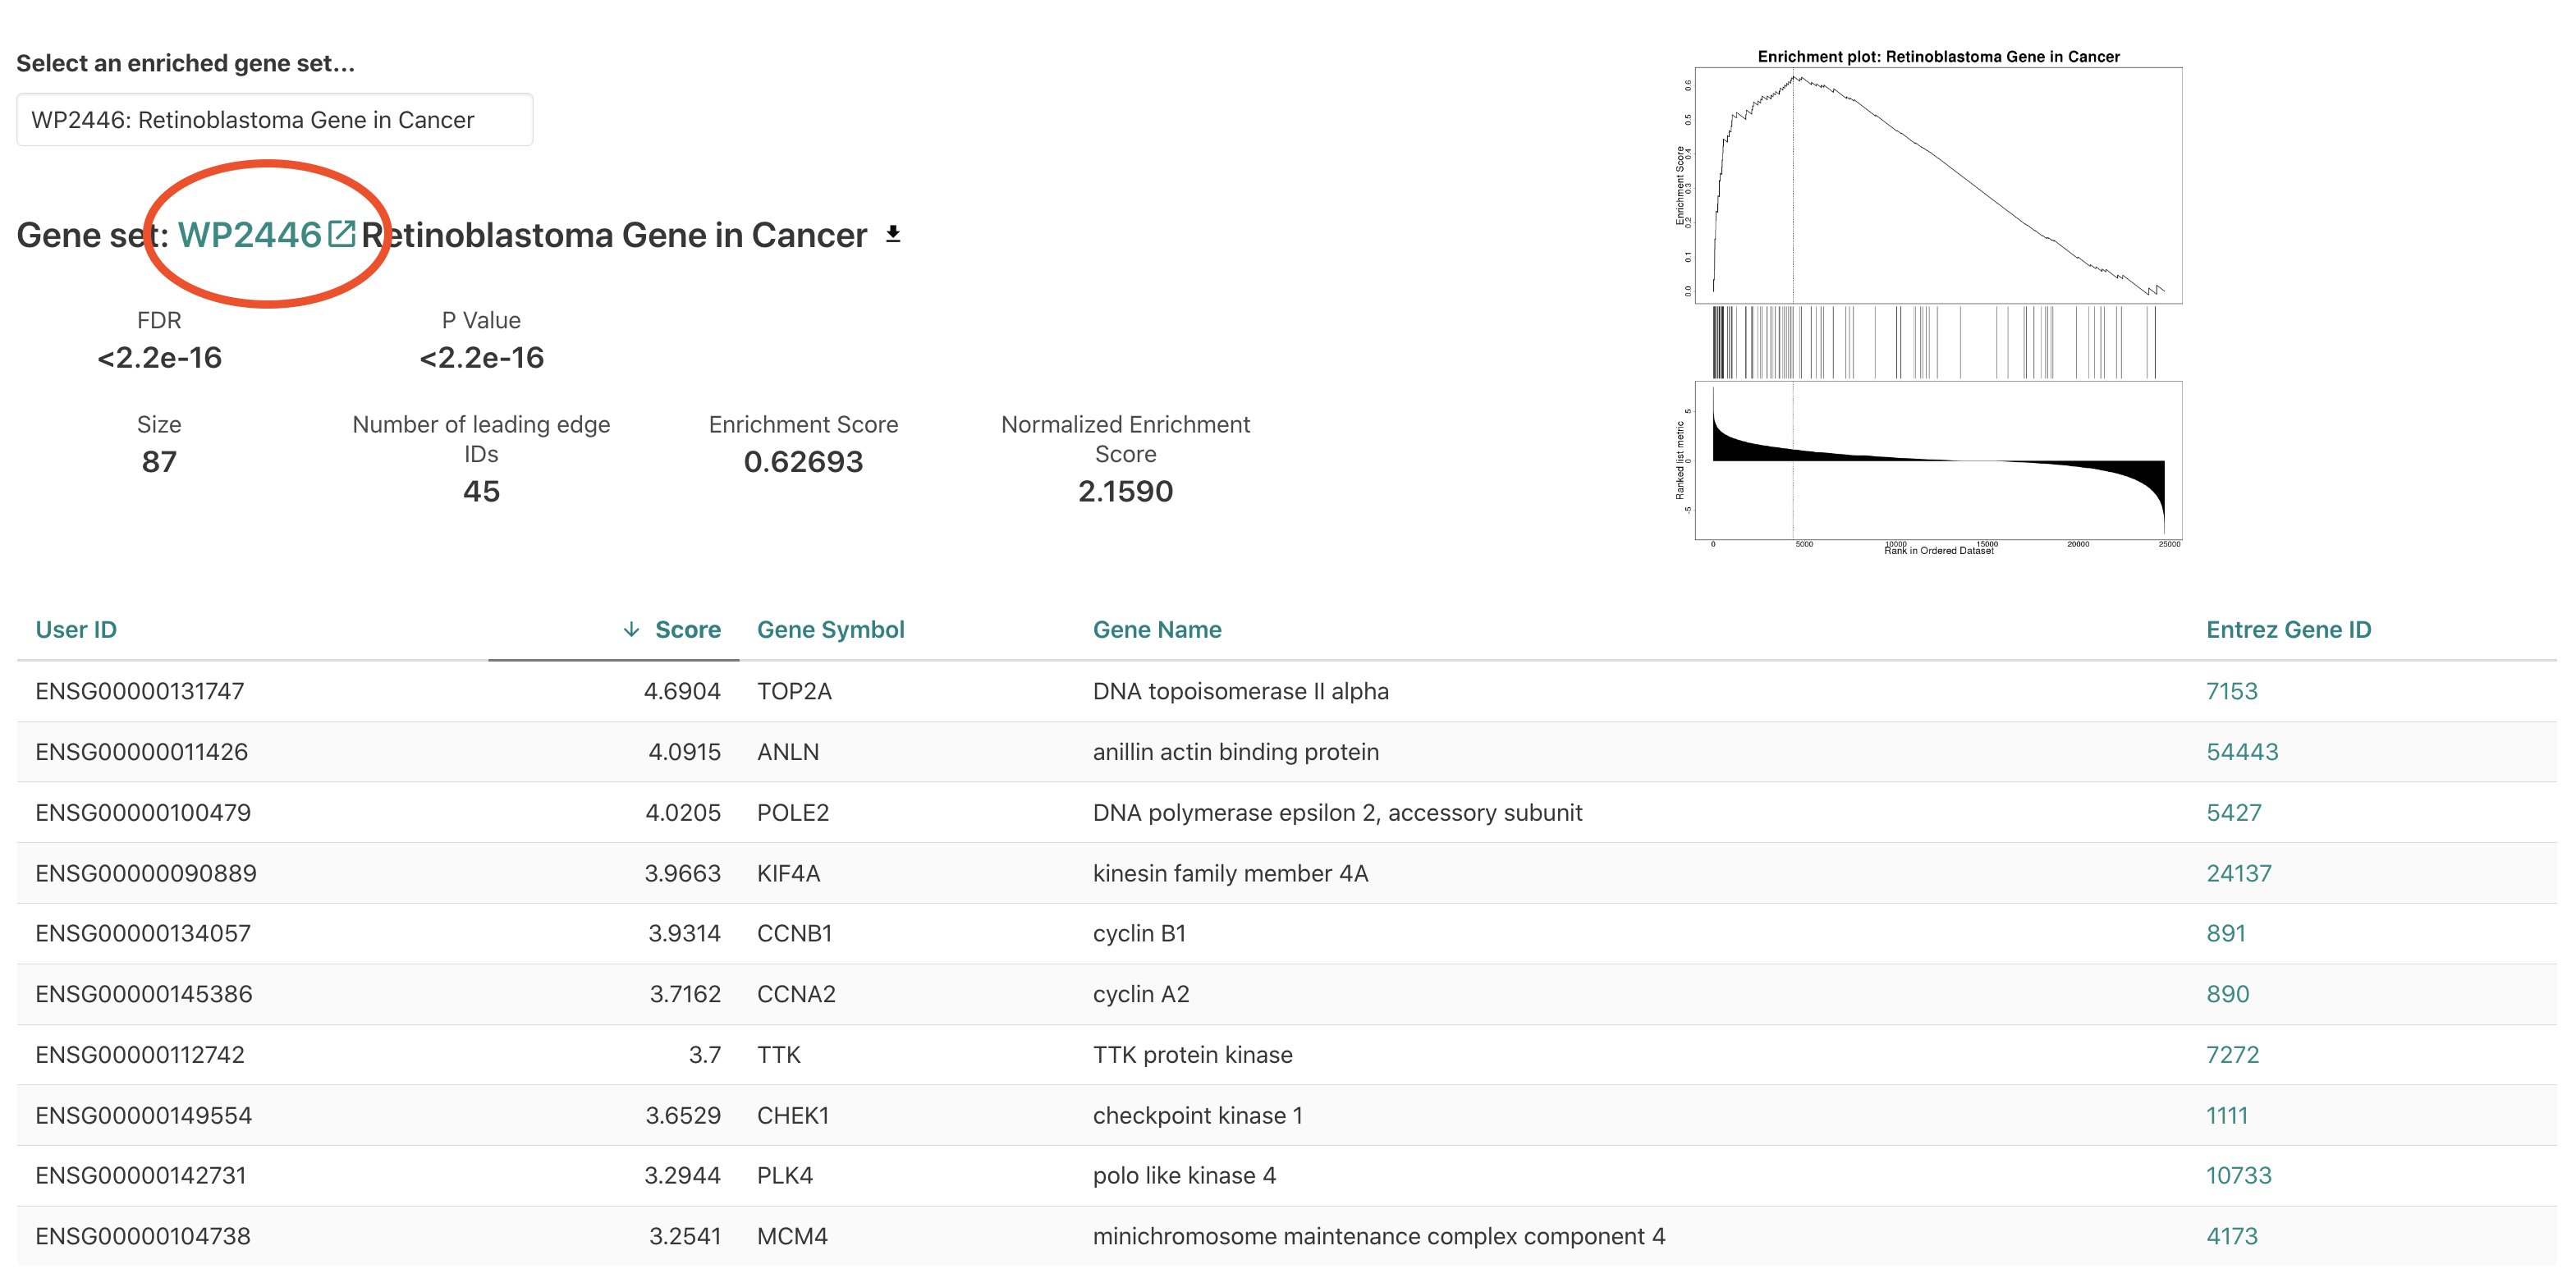 Select an enriched gene set...
WP2446: Retinoblastoma Gene in Cancer
Gene set: WP2446 Retinoblastoma Gene in Cancer
FDR
<2.2e-16
P Value
<2.2e-16
Size
87
Number of leading edge
IDs
45
Enrichment Score
0.62693
Normalized Enrichment
Score
2.1590
Enrichment plot: Retinoblastoma Gene in Cancer
Enrichment Score
0.6
0.5
0.4
0.3
0.2
0.1
0.0
Ranked list metric
5
0
-5
0 5000 10000 15000 20000 25000
Rank in Ordered Dataset
User ID Score Gene Symbol Gene Name Entrez Gene ID
ENSG00000131747 4.6904 TOP2A DNA topoisomerase II alpha 7153
ENSG00000011426 4.0915 ANLN anillin actin binding protein 54443
ENSG00000100479 4.0205 POLE2 DNA polymerase epsilon 2, accessory subunit 5427
ENSG00000090889 3.9663 KIF4A kinesin family member 4A 24137
ENSG00000134057 3.9314 CCNB1 cyclin B1 891
ENSG00000145386 3.7162 CCNA2 cyclin A2 890
ENSG00000112742 3.7 TTK TTK protein kinase 7272
ENSG00000149554 3.6529 CHEK1 checkpoint kinase 1 1111
ENSG00000142731 3.2944 PLK4 polo like kinase 4 10733
ENSG00000104738 3.2541 MCM4 minichromosome maintenance complex component 4 4173